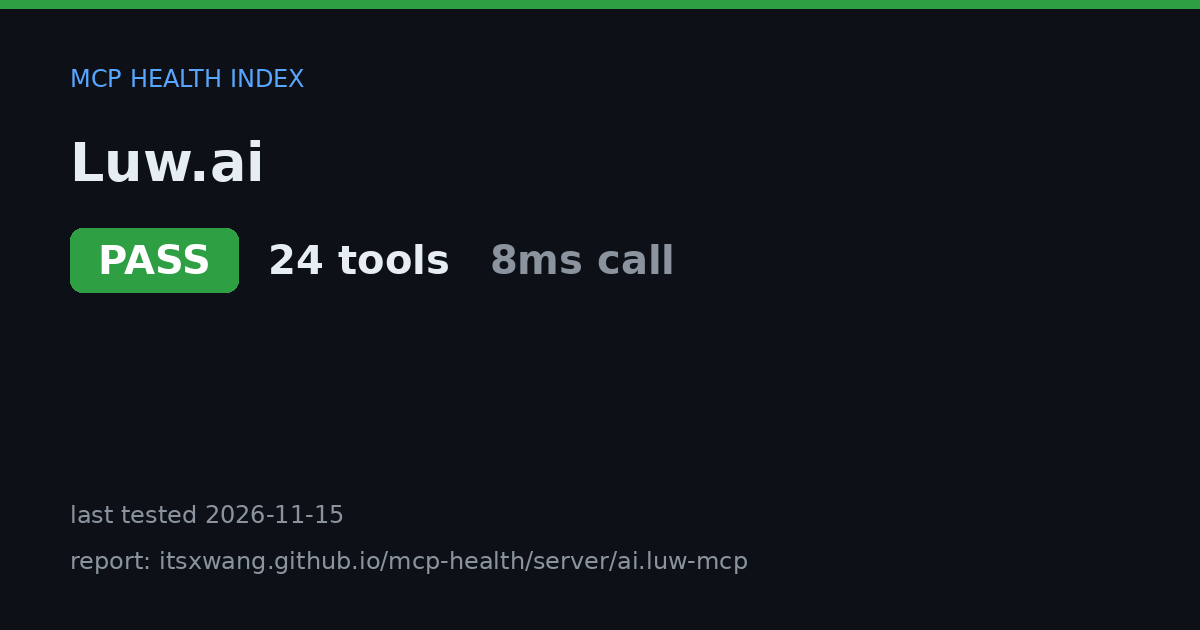 MCP HEALTH INDEX
Luw.ai
PASS 24 tools 8ms call
last tested 2026-11-15
report: itsxwang.github.io/mcp-health/server/ai.luw-mcp